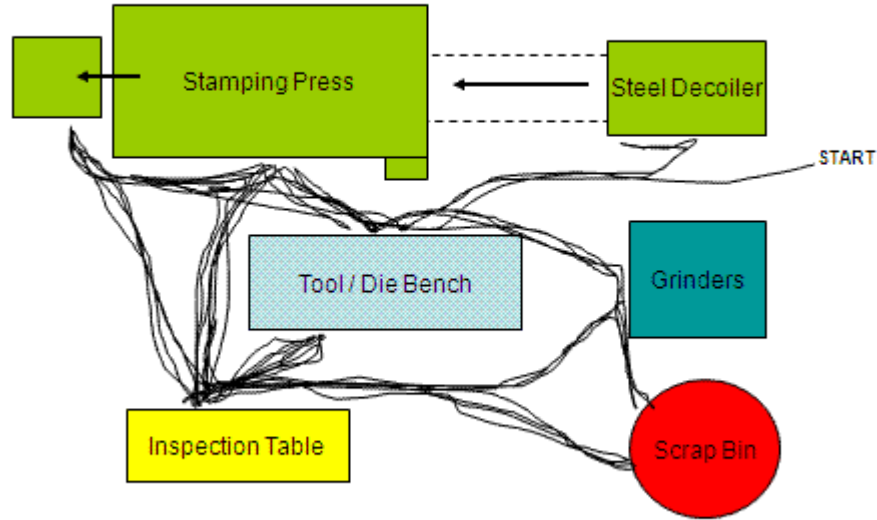 Stamping Press
Steel Decoiler
START
Tool / Die Bench
Grinders
Inspection Table
Scrap Bin